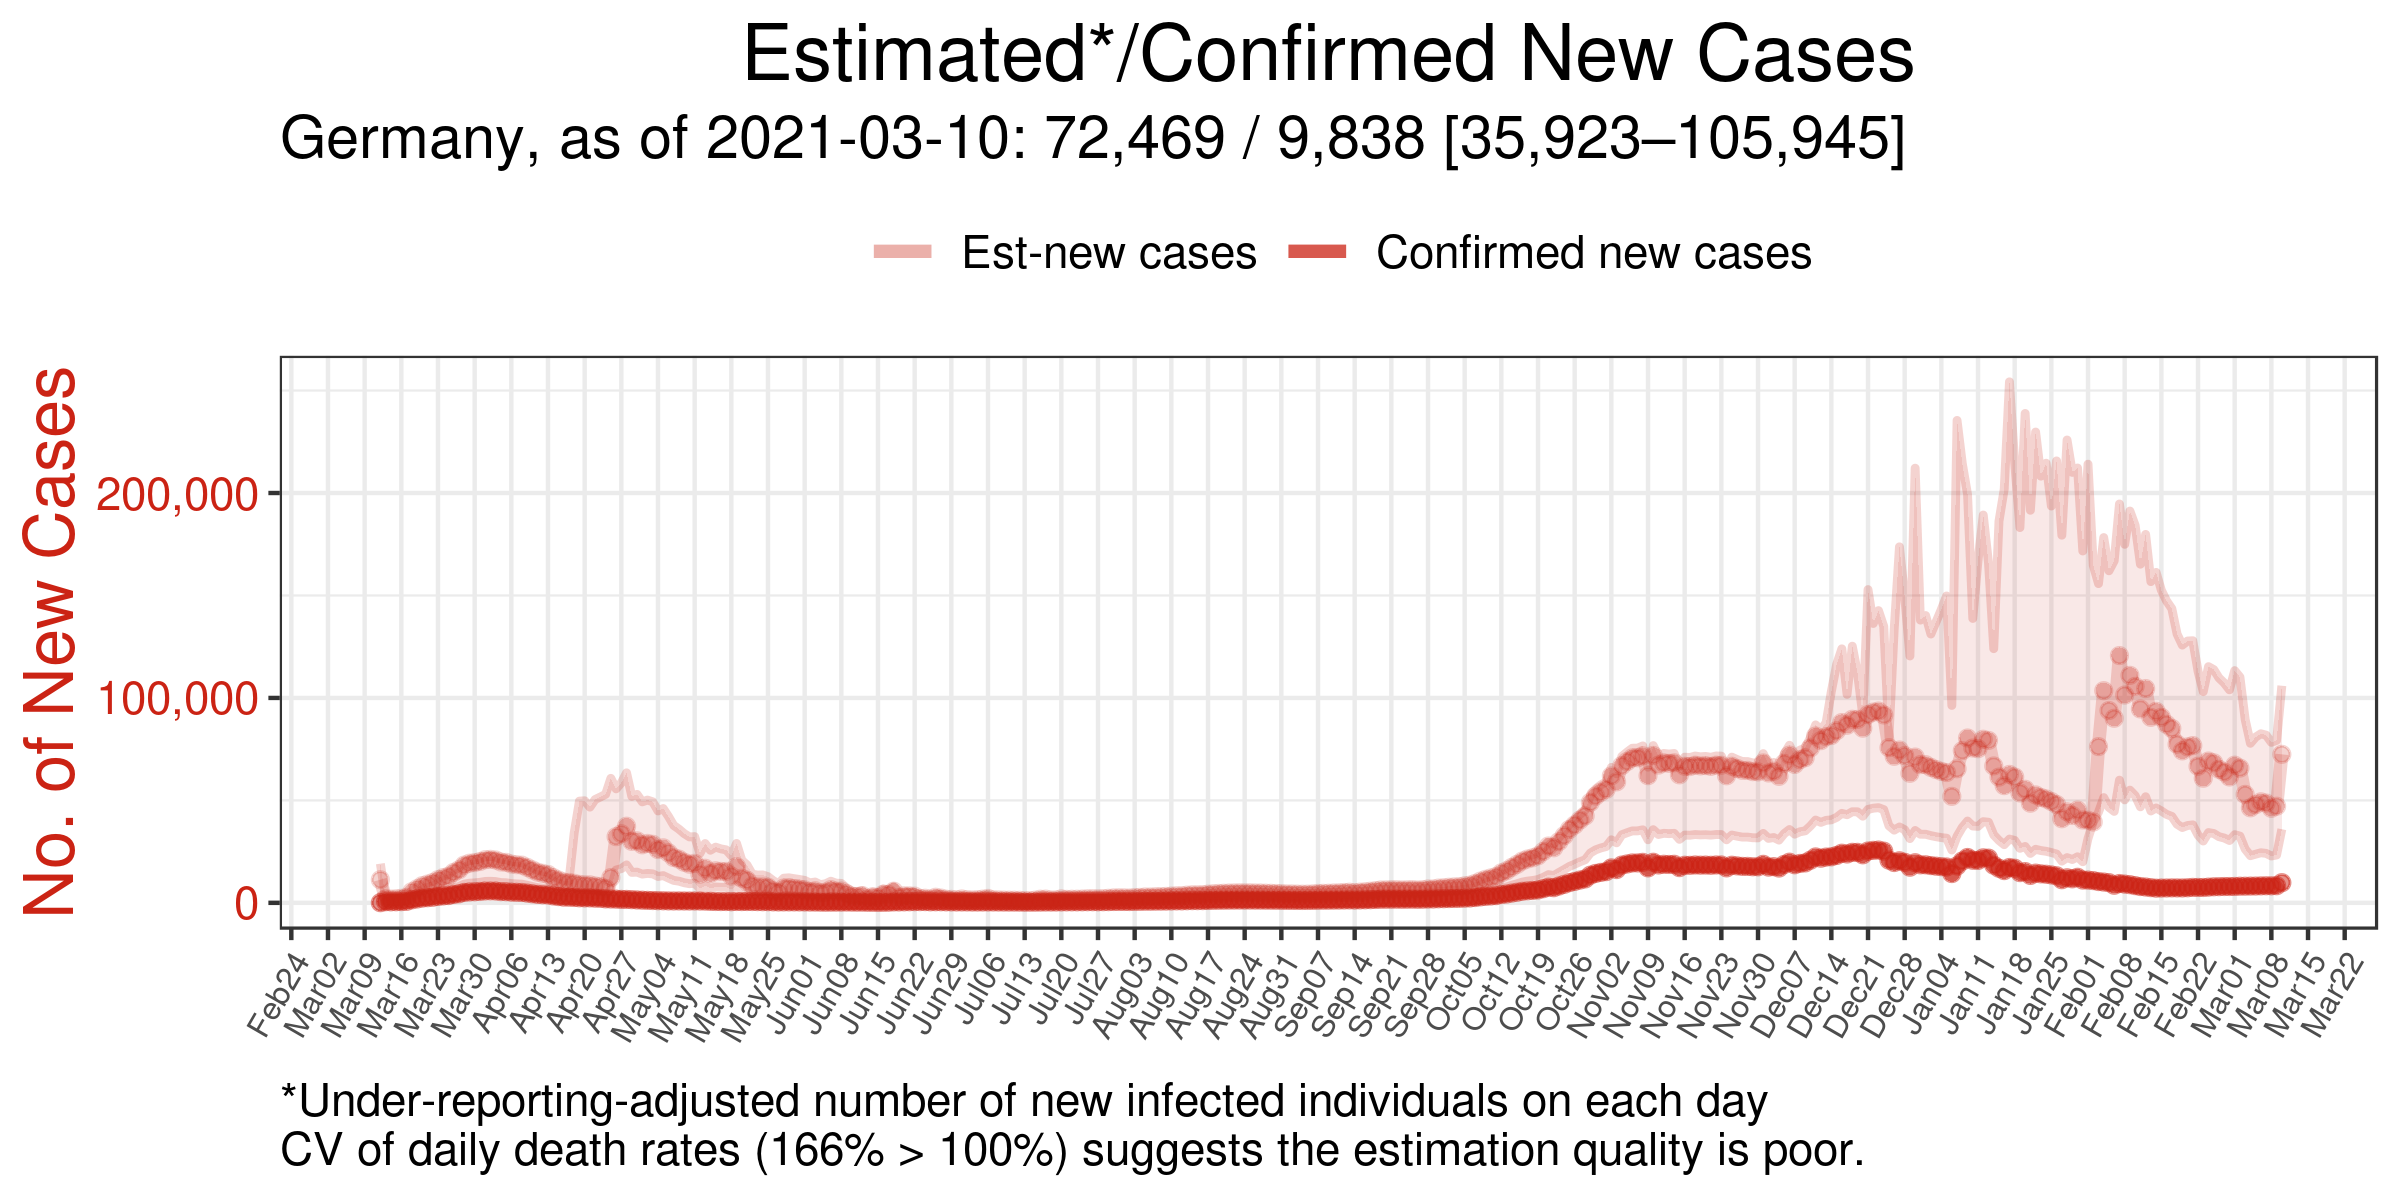 Estimated*/Confirmed New Cases
Germany, as of 2021-03-10: 72,469 / 9,838 [35,923–105,945]
Est-new cases
Confirmed new cases
No. of New Cases
200,000
100,000
0
Feb24
Mar02
Mar09
Mar16
Mar23
Mar30
Apr06
Apr13
Apr20
Apr27
May04
May11
May18
May25
Jun01
Jun08
Jun15
Jun22
Jun29
Jul06
Jul13
Jul20
Jul27
Aug03
Aug10
Aug17
Aug24
Aug31
Sep07
Sep14
Sep21
Sep28
Oct05
Oct12
Oct19
Oct26
Nov02
Nov09
Nov16
Nov23
Nov30
Dec07
Dec14
Dec21
Dec28
Jan04
Jan11
Jan18
Jan25
Feb01
Feb08
Feb15
Feb22
Mar01
Mar08
Mar15
Mar22
*Under-reporting-adjusted number of new infected individuals on each day
CV of daily death rates (166% > 100%) suggests the estimation quality is poor.